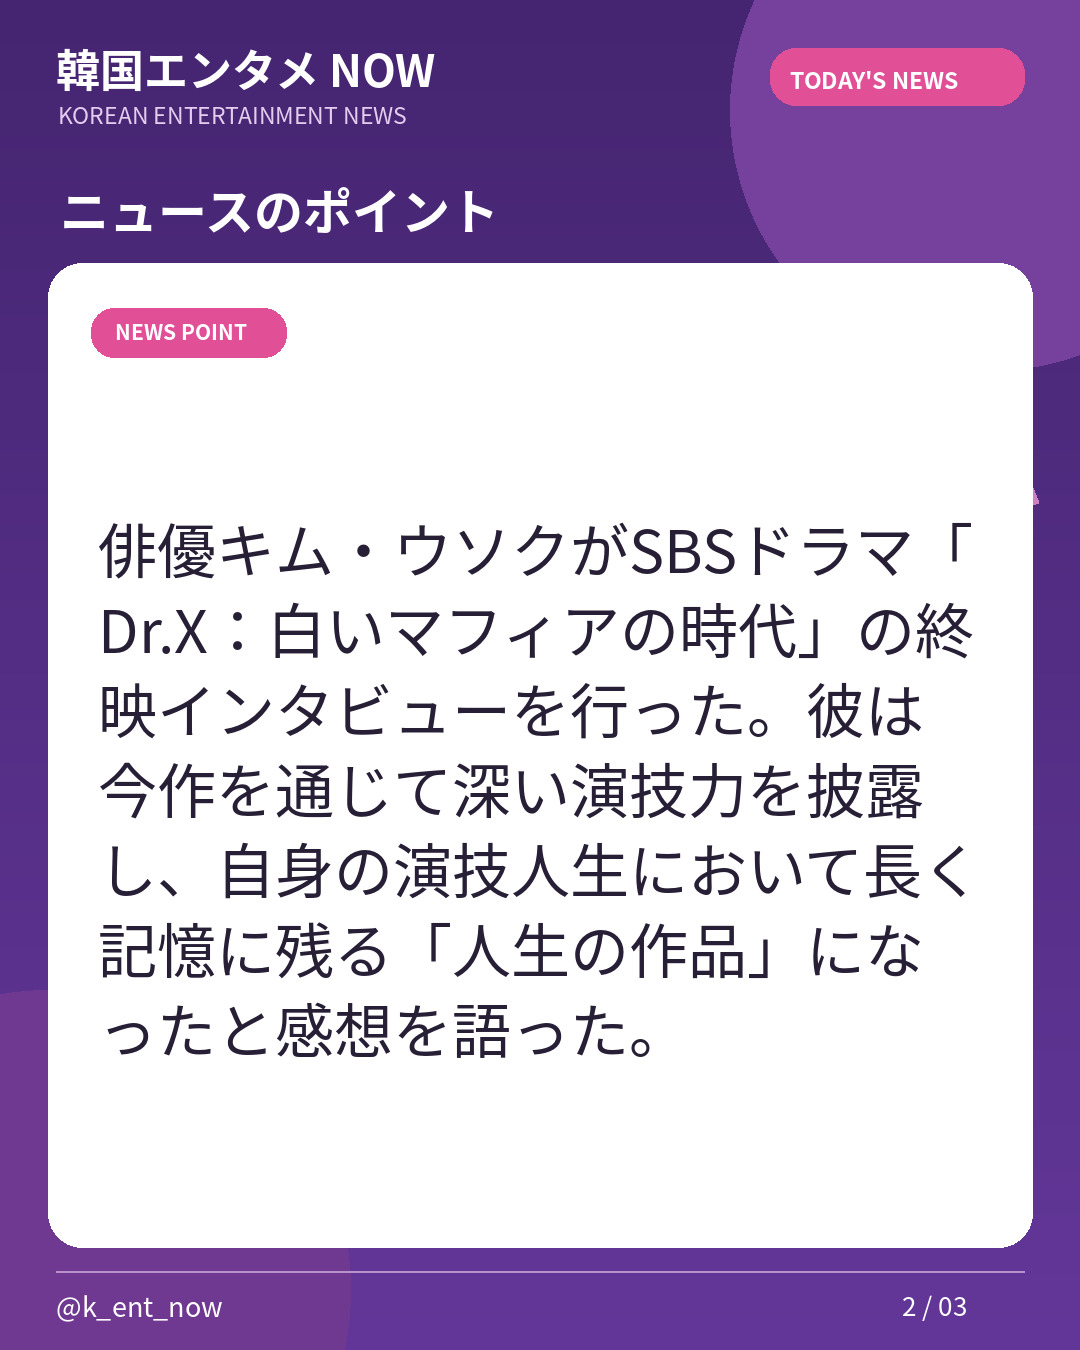 韓国エンタメ NOW
KOREAN ENTERTAINMENT NEWS
TODAY'S NEWS
ニュースのポイント
NEWS POINT
俳優キム・ウソクがSBSドラマ「
Dr.X：白いマフィアの時代」の終
映インタビューを行った。彼は
今作を通じて深い演技力を披露
し、自身の演技人生において長く
記憶に残る「人生の作品」にな
ったと感想を語った。
@k_ent_now
2 / 03